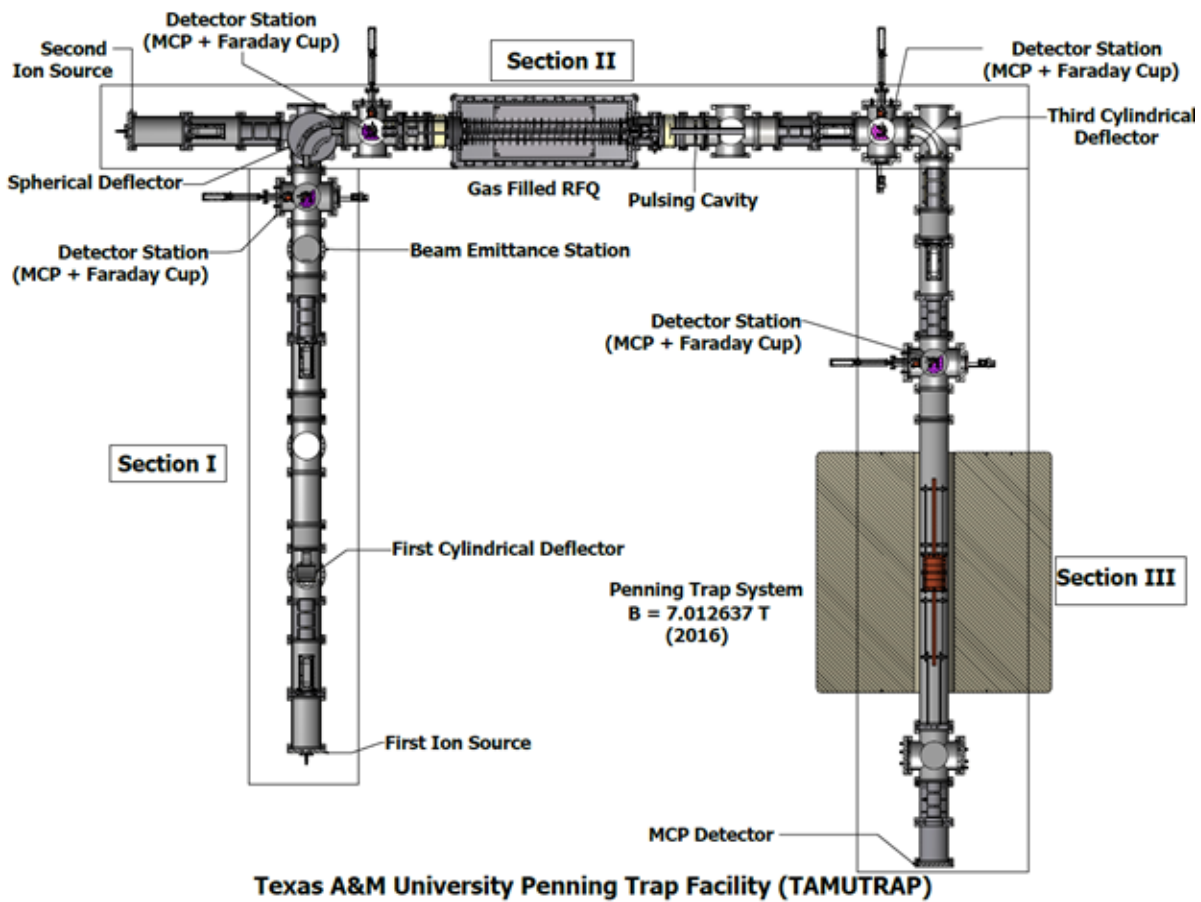 Detector Station
(MCP + Faraday Cup)
Second
Ion Source
Section II
Detector Station
(MCP + Faraday Cup)
Third Cylindrical
Deflector
Spherical Deflector
Gas Filled RFQ
Pulsing Cavity
Detector Station
(MCP + Faraday Cup)
Beam Emittance Station
Detector Station
(MCP + Faraday Cup)
Section I
First Cylindrical Deflector
Penning Trap System
B = 7.012637 T
(2016)
Section III
First Ion Source
MCP Detector
Texas A&M University Penning Trap Facility (TAMUTRAP)